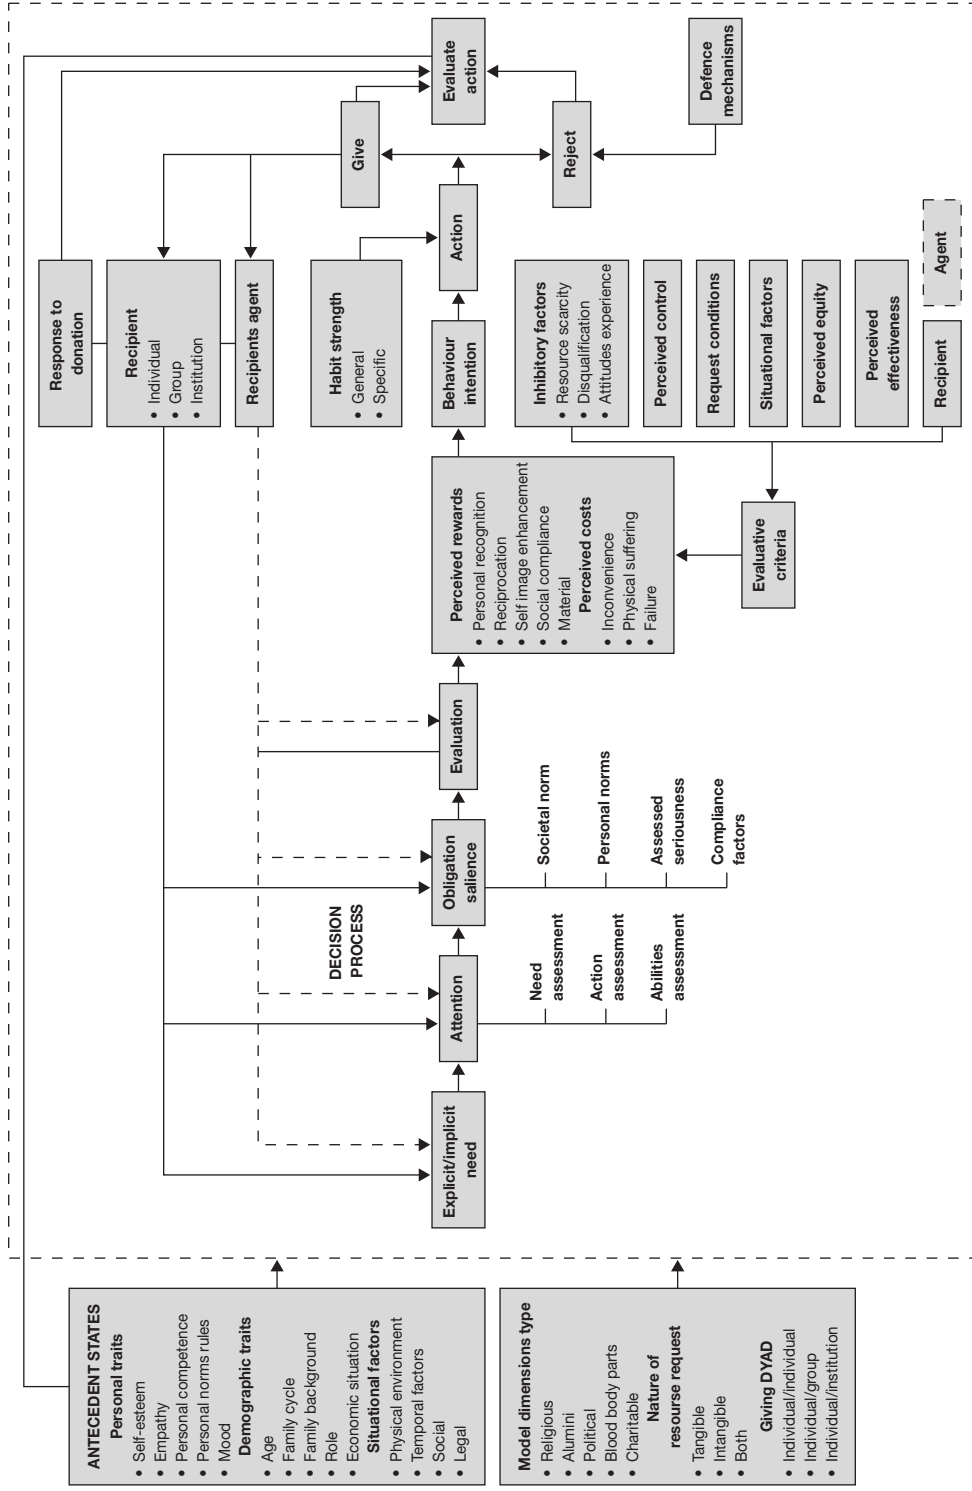 ANTECEDENT STATES
Personal traits
• Self-esteem
• Empathy
• Personal competence
• Personal norms rules
• Mood
Demographic traits
• Age
• Family cycle
• Family background
• Role
• Economic situation
Situational factors
• Physical environment
• Temporal factors
• Social
• Legal
Model dimensions type
• Religious
• Alumini
• Political
• Blood body parts
• Charitable
Nature of
resourse request
• Tangible
• Intangible
• Both
Giving DYAD
• Individual/individual
• Individual/group
• Individual/institution
DECISION
PROCESS
Explicit/implicit
need
Attention
Need
assessment
Action
assessment
Abilities
assessment
Obligation
salience
Societal norm
Personal norms
Assessed
seriousness
Compliance
factors
Evaluation
Perceived rewards
• Personal recognition
• Reciprocation
• Self image enhancement
• Social compliance
• Material
Perceived costs
• Inconvenience
• Physical suffering
• Failure
Evaluative
criteria
Response to
donation
Recipient
• Individual
• Group
• Institution
Recipients agent
Habit strength
• General
• Specific
Behaviour
intention
Inhibitory factors
• Resource scarcity
• Disqualification
• Attitudes experience
Perceived control
Request conditions
Situational factors
Perceived equity
Perceived
effectiveness
Recipient
Agent
Action
Give
Reject
Evaluate
action
Defence
mechanisms